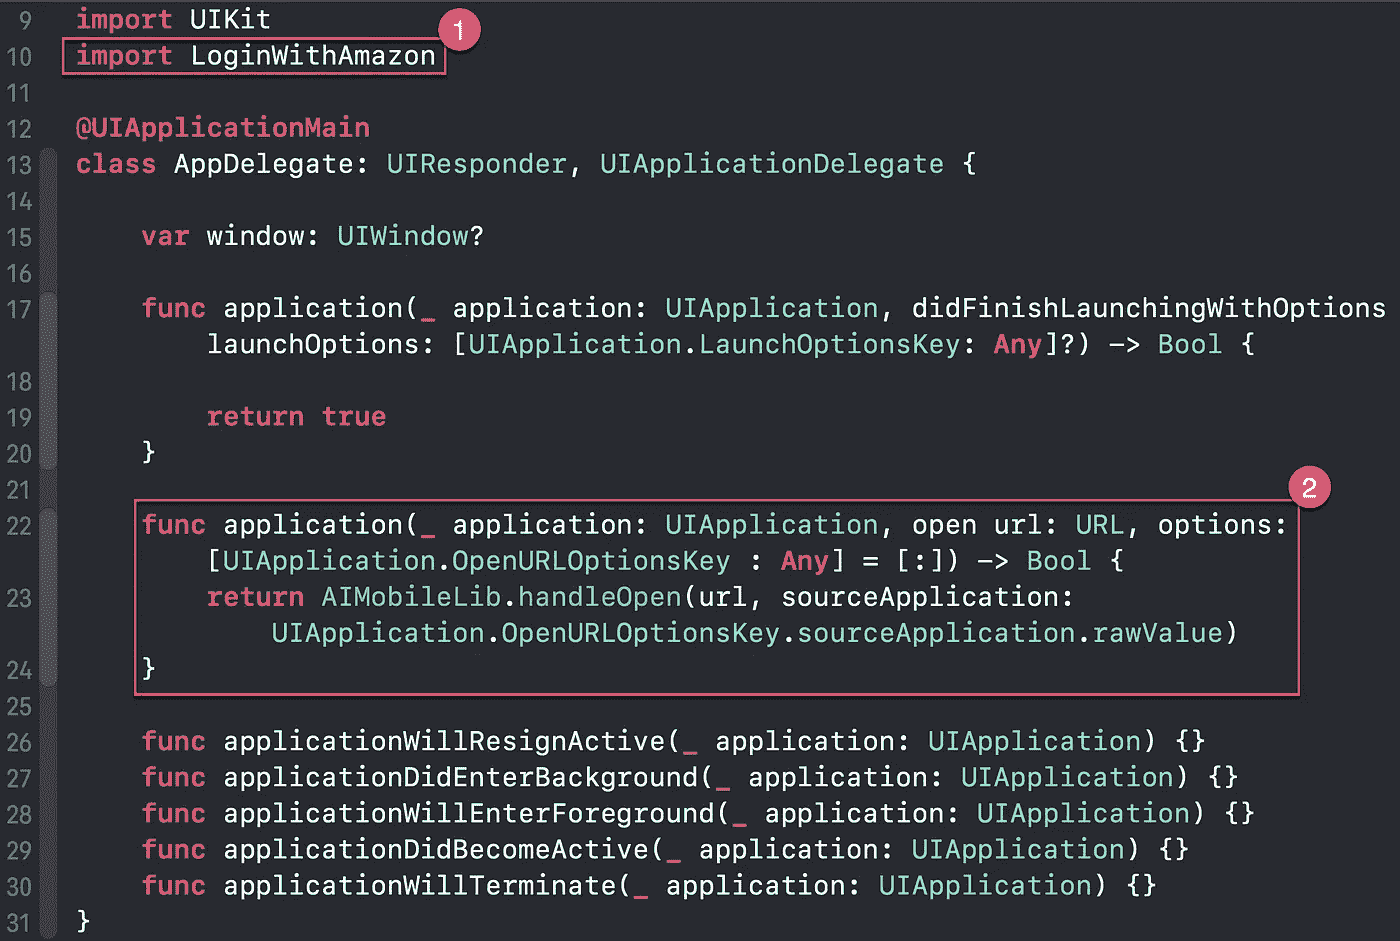 9 import UIKit
1
10 import LoginWithAmazon
11
12 @UIApplicationMain
13 class AppDelegate: UIResponder, UIApplicationDelegate {
14
15 var window: UIWindow?
16
17 func application(_ application: UIApplication, didFinishLaunchingWithOptions
launchOptions: [UIApplication.LaunchOptionsKey: Any]?) -> Bool {
18
19 return true
20 }
21
2
22 func application(_ application: UIApplication, open url: URL, options:
[UIApplication.OpenURLOptionsKey : Any] = [:]) -> Bool {
23 return AIMobileLib.handleOpen(url, sourceApplication:
UIApplication.OpenURLOptionsKey.sourceApplication.rawValue)
24 }
25
26 func applicationWillResignActive(_ application: UIApplication) {}
27 func applicationDidEnterBackground(_ application: UIApplication) {}
28 func applicationWillEnterForeground(_ application: UIApplication) {}
29 func applicationDidBecomeActive(_ application: UIApplication) {}
30 func applicationWillTerminate(_ application: UIApplication) {}
31 }